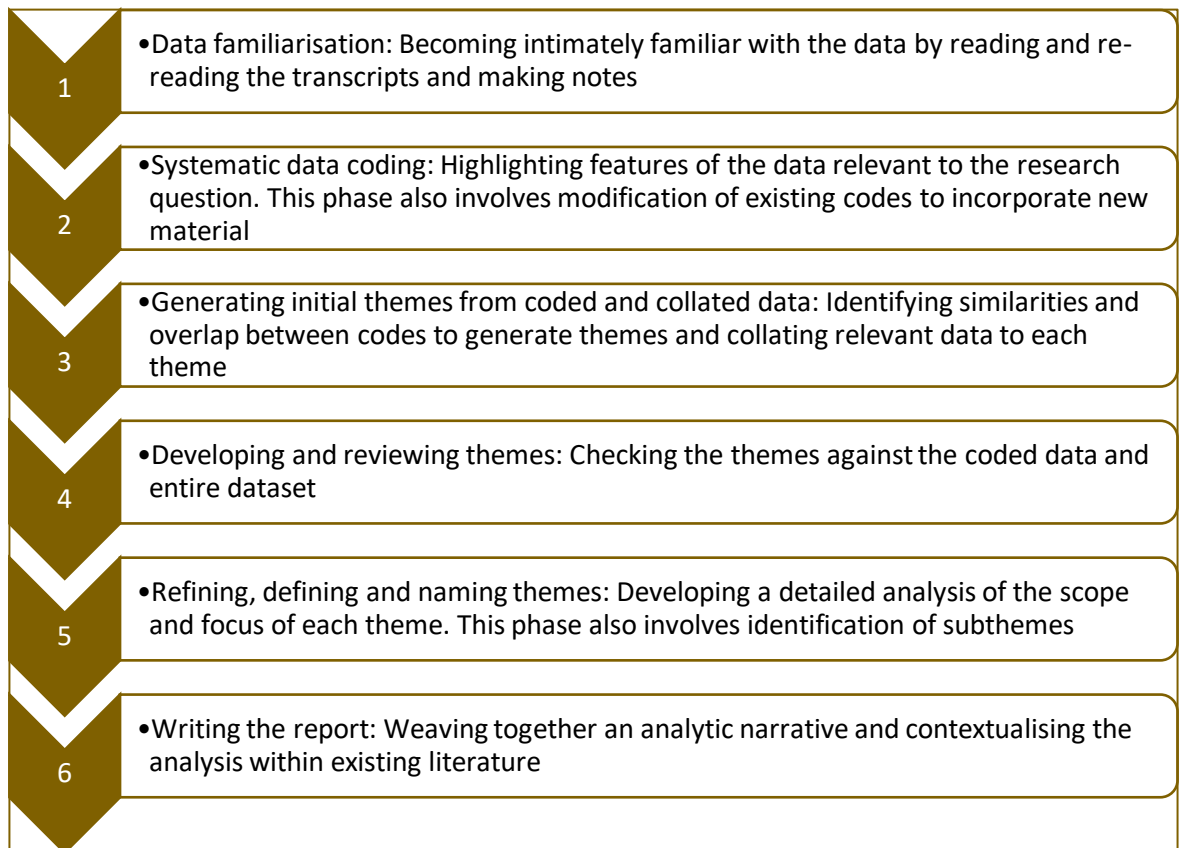 1
•Data familiarisation: Becoming intimately familiar with the data by reading and re-
reading the transcripts and making notes
2
•Systematic data coding: Highlighting features of the data relevant to the research
question. This phase also involves modification of existing codes to incorporate new
material
3
•Generating initial themes from coded and collated data: Identifying similarities and
overlap between codes to generate themes and collating relevant data to each
theme
4
•Developing and reviewing themes: Checking the themes against the coded data and
entire dataset
5
•Refining, defining and naming themes: Developing a detailed analysis of the scope
and focus of each theme. This phase also involves identification of subthemes
6
•Writing the report: Weaving together an analytic narrative and contextualising the
analysis within existing literature